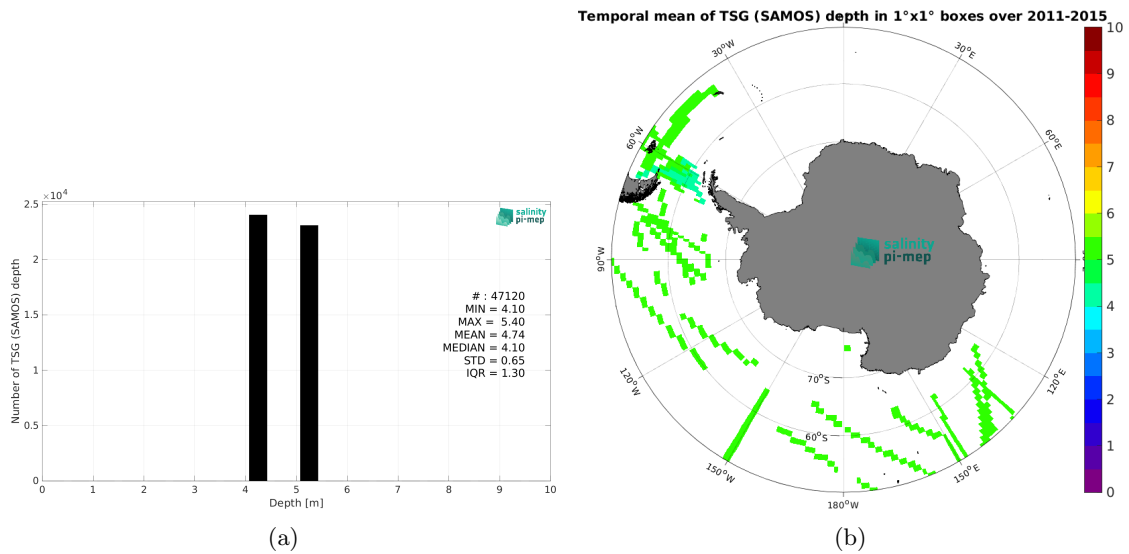 Temporal mean of TSG (SAMOS) depth in 1°x1° boxes over 2011-2015
×10⁴
2.5
2
1.5
1
0.5
0
Number of TSG (SAMOS) depth
0 1 2 3 4 5 6 7 8 9 10
Depth [m]
salinity
pi-mep
# : 47120
MIN = 4.10
MAX = 5.40
MEAN = 4.74
MEDIAN = 4.10
STD = 0.65
IQR = 1.30
(a)
30°W
30°E
60°W
60°E
90°W
120°W
120°E
150°W
150°E
180°W
70°S
60°S
salinity
pi-mep
10
9
8
7
6
5
4
3
2
1
0
(b)